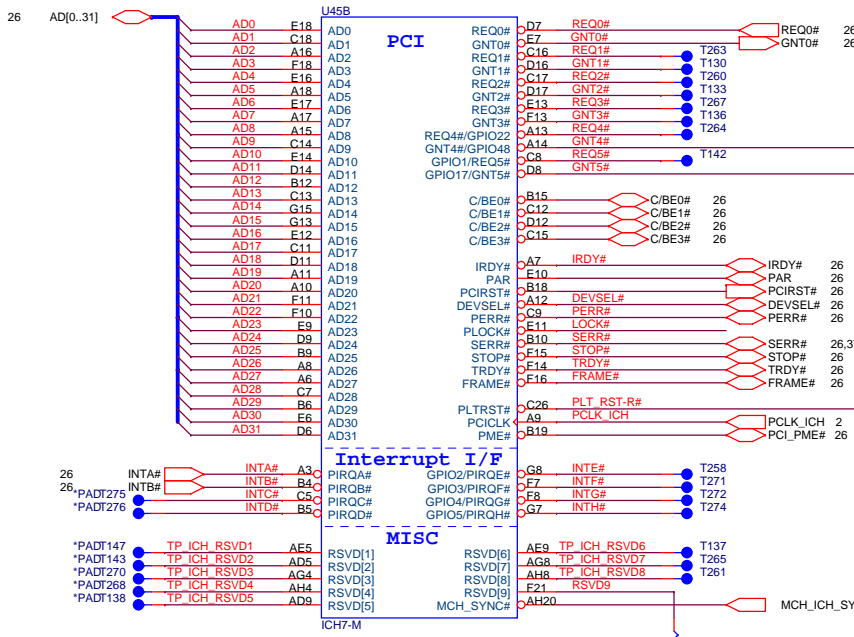 U45B
26 AD[0..31]
PCI
AD0 E18 AD0 REQ0# D7 REQ0# REQ0# 26
AD1 C18 AD1 GNT0# E7 GNT0# GNT0# 26
AD2 A16 AD2 REQ1# C16 REQ1# T263
AD3 F18 AD3 GNT1# D16 GNT1# T130
AD4 E16 AD4 REQ2# C17 REQ2# T260
AD5 A18 AD5 GNT2# D17 GNT2# T133
AD6 E17 AD6 REQ3# E13 REQ3# T267
AD7 A17 AD7 GNT3# F13 GNT3# T136
AD8 A15 AD8 REQ4#/GPIO22 A13 REQ4# T264
AD9 C14 AD9 GNT4#/GPIO48 A14 GNT4#
AD10 E14 AD10 GPIO1/REQ5# C8 REQ5# T142
AD11 D14 AD11 GPIO17/GNT5# D8 GNT5#
AD12 B12 AD12
AD13 C13 AD13 C/BE0# B15 C/BE0# 26
AD14 G15 AD14 C/BE1# C12 C/BE1# 26
AD15 G13 AD15 C/BE2# D12 C/BE2# 26
AD16 E12 AD16 C/BE3# C15 C/BE3# 26
AD17 C11 AD17
AD18 D11 AD18 IRDY# A7 IRDY# IRDY# 26
AD19 A11 AD19 PAR E10 PAR 26
AD20 A10 AD20 PCIRST# B18 PCIRST# 26
AD21 F11 AD21 DEVSEL# A12 DEVSEL# DEVSEL# 26
AD22 F10 AD22 PERR# C9 PERR# PERR# 26
AD23 E9 AD23 PLOCK# E11 LOCK#
AD24 D9 AD24 SERR# B10 SERR# SERR# 26,3
AD25 B9 AD25 STOP# F15 STOP# STOP# 26
AD26 A8 AD26 TRDY# F14 TRDY# TRDY# 26
AD27 A6 AD27 FRAME# F16 FRAME# FRAME# 26
AD28 C7 AD28
AD29 B6 AD29 PLTRST# C26 PLT_RST-R#
AD30 E6 AD30 PCICLK A9 PCLK_ICH PCLK_ICH 2
AD31 D6 AD31 PME# B19 PCI_PME# 26
Interrupt I/F
26 INTA# INTA# A3 PIRQA# GPIO2/PIRQE# G8 INTE# T258
26 INTB# INTB# B4 PIRQB# GPIO3/PIRQF# F7 INTF# T271
*PADT275 INTC# C5 PIRQC# GPIO4/PIRQG# F8 INTG# T272
*PADT276 INTD# B5 PIRQD# GPIO5/PIRQH# G7 INTH# T274
MISC
*PADT147 TP_ICH_RSVD1 AE5 RSVD[1] RSVD[6] AE9 TP_ICH_RSVD6 T137
*PADT143 TP_ICH_RSVD2 AD5 RSVD[2] RSVD[7] AG8 TP_ICH_RSVD7 T265
*PADT270 TP_ICH_RSVD3 AG4 RSVD[3] RSVD[8] AH8 TP_ICH_RSVD8 T261
*PADT268 TP_ICH_RSVD4 AH4 RSVD[4] RSVD[9] F21 RSVD9
*PADT138 TP_ICH_RSVD5 AD9 RSVD[5] MCH_SYNC# AH20 MCH_ICH_SY
ICH7-M